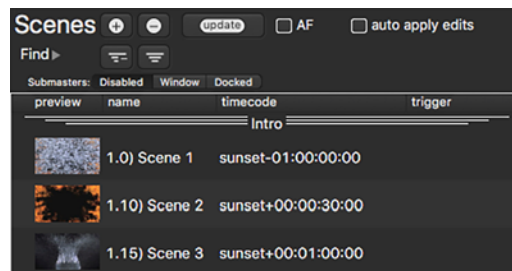 Scenes update AF auto apply edits
Find
Submasters: Disabled Window Docked
preview name timecode trigger
Intro
1.0) Scene 1 sunset-01:00:00:00
1.10) Scene 2 sunset+00:00:30:00
1.15) Scene 3 sunset+00:01:00:00